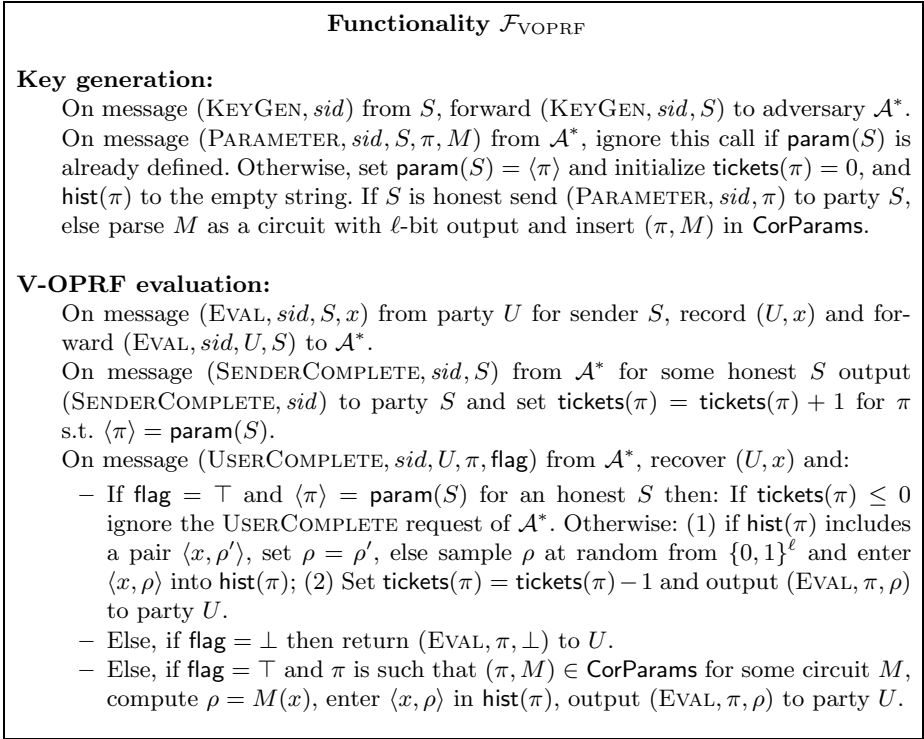 Functionality $\mathcal{F}_{\text{VOPRF}}$
Key generation:
On message (KEYGEN, sid) from S, forward (KEYGEN, sid, S) to adversary 𝒜*.
On message (PARAMETER, sid, S, π, M) from 𝒜*, ignore this call if param(S) is
already defined. Otherwise, set param(S) = ⟨π⟩ and initialize tickets(π) = 0, and
hist(π) to the empty string. If S is honest send (PARAMETER, sid, π) to party S,
else parse M as a circuit with ℓ-bit output and insert (π, M) in CorParams.
V-OPRF evaluation:
On message (EVAL, sid, S, x) from party U for sender S, record (U, x) and for-
ward (EVAL, sid, U, S) to 𝒜*.
On message (SENDERCOMPLETE, sid, S) from 𝒜* for some honest S output
(SENDERCOMPLETE, sid) to party S and set tickets(π) = tickets(π) + 1 for π
s.t. ⟨π⟩ = param(S).
On message (USERCOMPLETE, sid, U, π, flag) from 𝒜*, recover (U, x) and:
– If flag = ⊤ and ⟨π⟩ = param(S) for an honest S then: If tickets(π) ≤ 0
ignore the USERCOMPLETE request of 𝒜*. Otherwise: (1) if hist(π) includes
a pair ⟨x, ρ′⟩, set ρ = ρ′, else sample ρ at random from {0, 1}^ℓ and enter
⟨x, ρ⟩ into hist(π); (2) Set tickets(π) = tickets(π) − 1 and output (EVAL, π, ρ)
to party U.
– Else, if flag = ⊥ then return (EVAL, π, ⊥) to U.
– Else, if flag = ⊤ and π is such that (π, M) ∈ CorParams for some circuit M,
compute ρ = M(x), enter ⟨x, ρ⟩ in hist(π), output (EVAL, π, ρ) to party U.